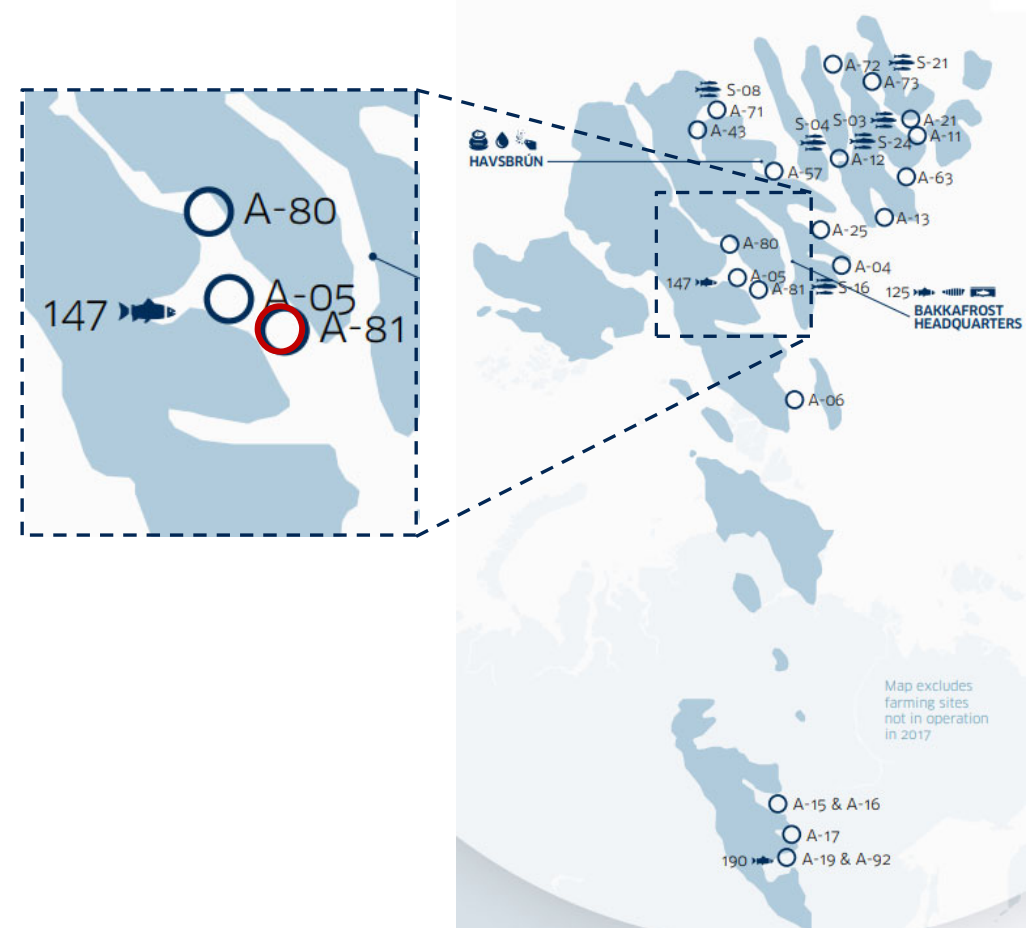 A-80
A-05
147
A-81
A-72
S-21
A-73
S-08
A-71
S-04
S-03
A-21
A-43
S-24
A-11
HAVSBRÚN
A-12
A-57
A-63
A-13
A-25
A-80
A-04
A-05
147
A-81
S-16
125
BAKKAFROST
HEADQUARTERS
A-06
Map excludes
farming sites
not in operation
in 2017
A-15 & A-16
A-17
190
A-19 & A-92